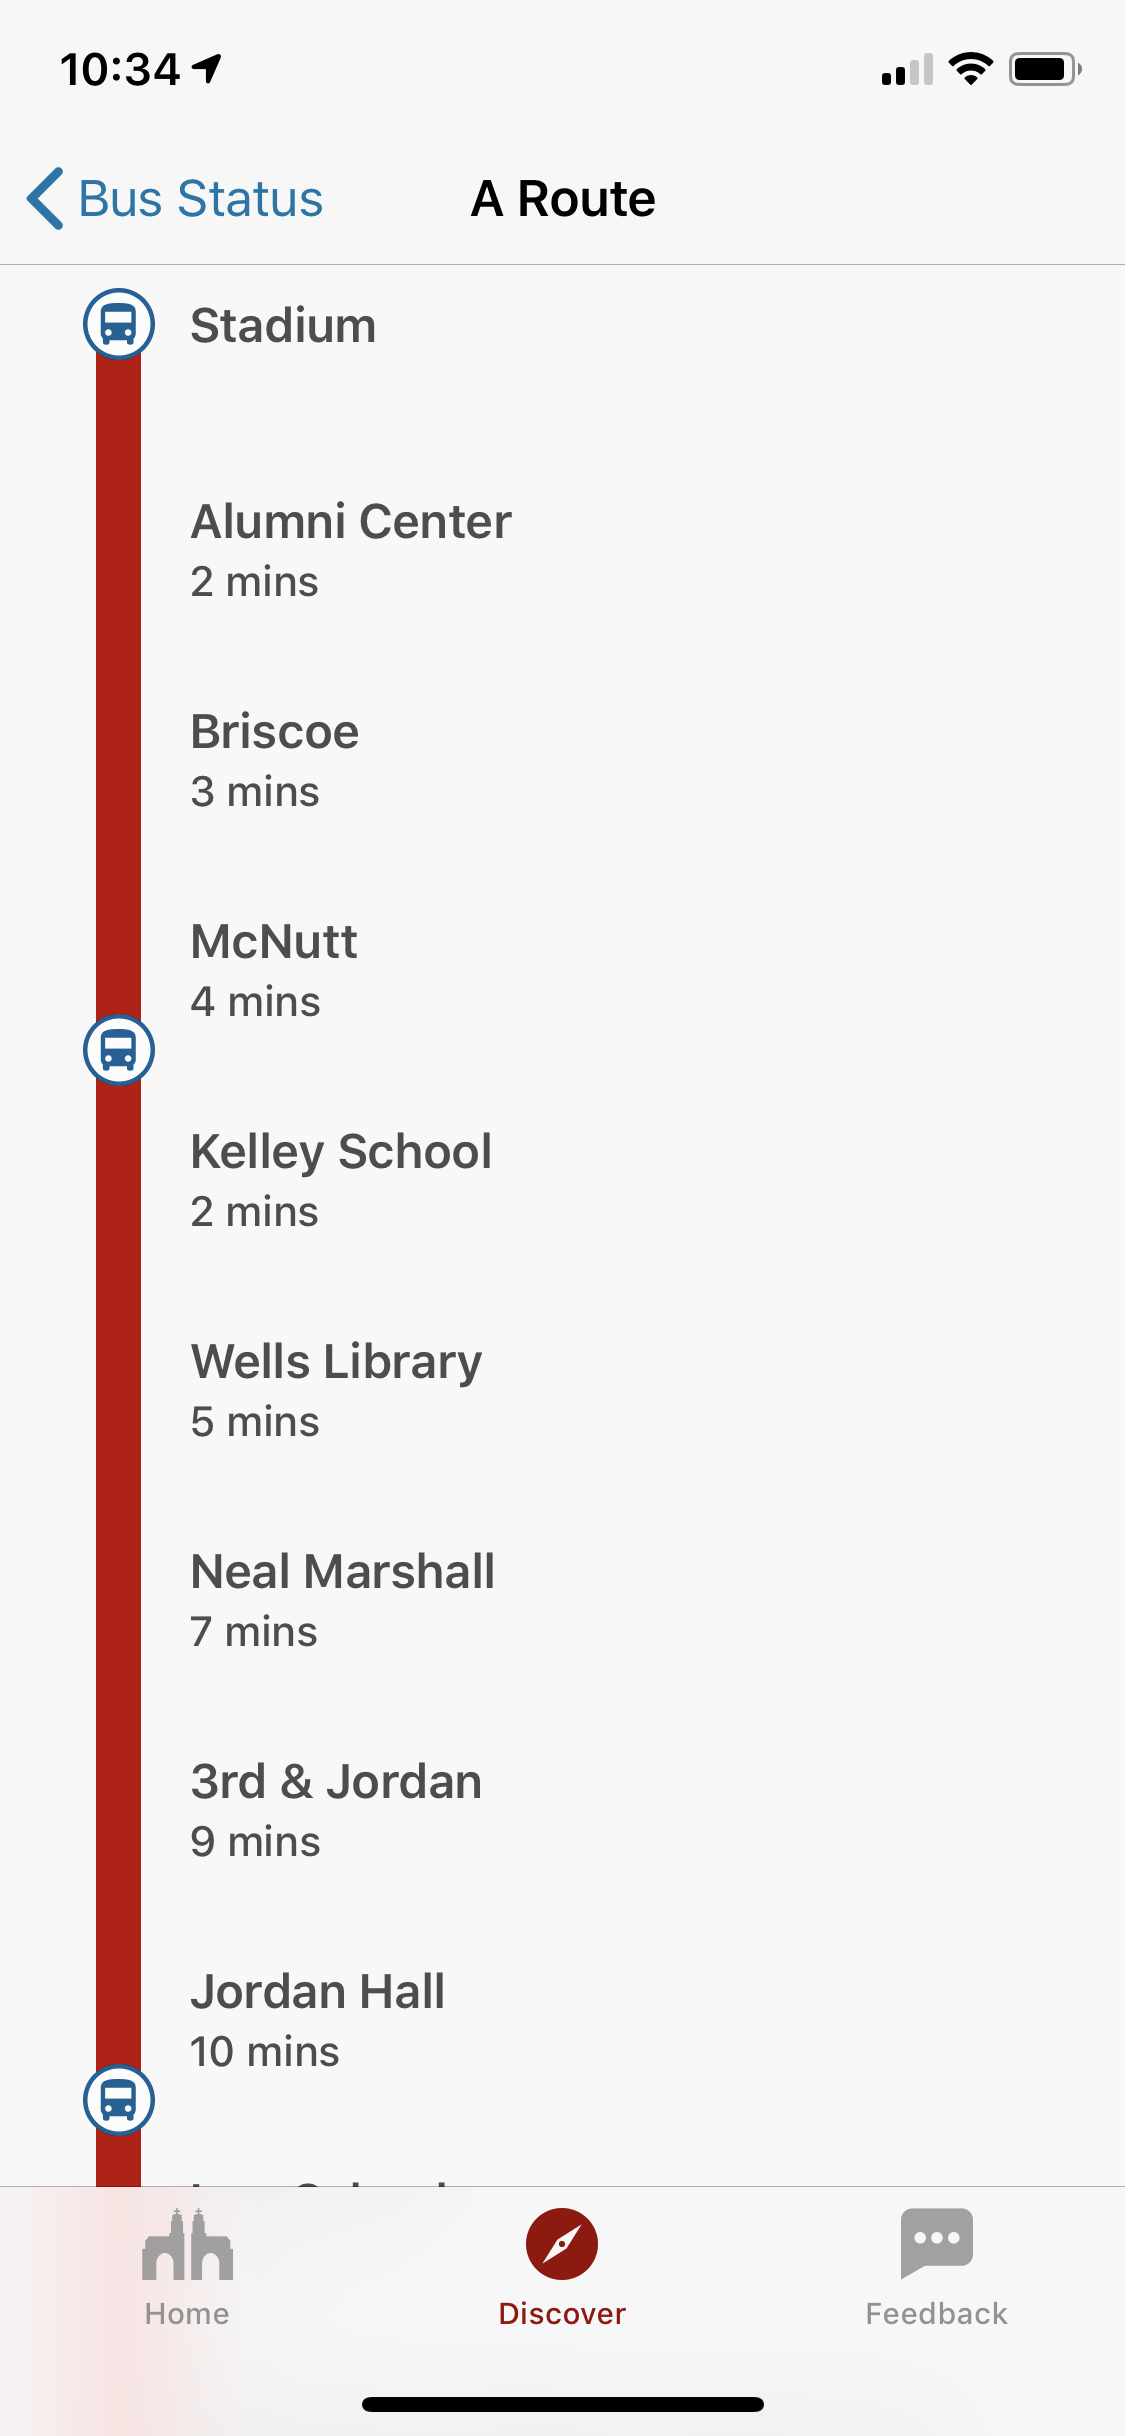 10:34
Bus Status
A Route
Stadium
Alumni Center
2 mins
Briscoe
3 mins
McNutt
4 mins
Kelley School
2 mins
Wells Library
5 mins
Neal Marshall
7 mins
3rd & Jordan
9 mins
Jordan Hall
10 mins
Home
Discover
Feedback